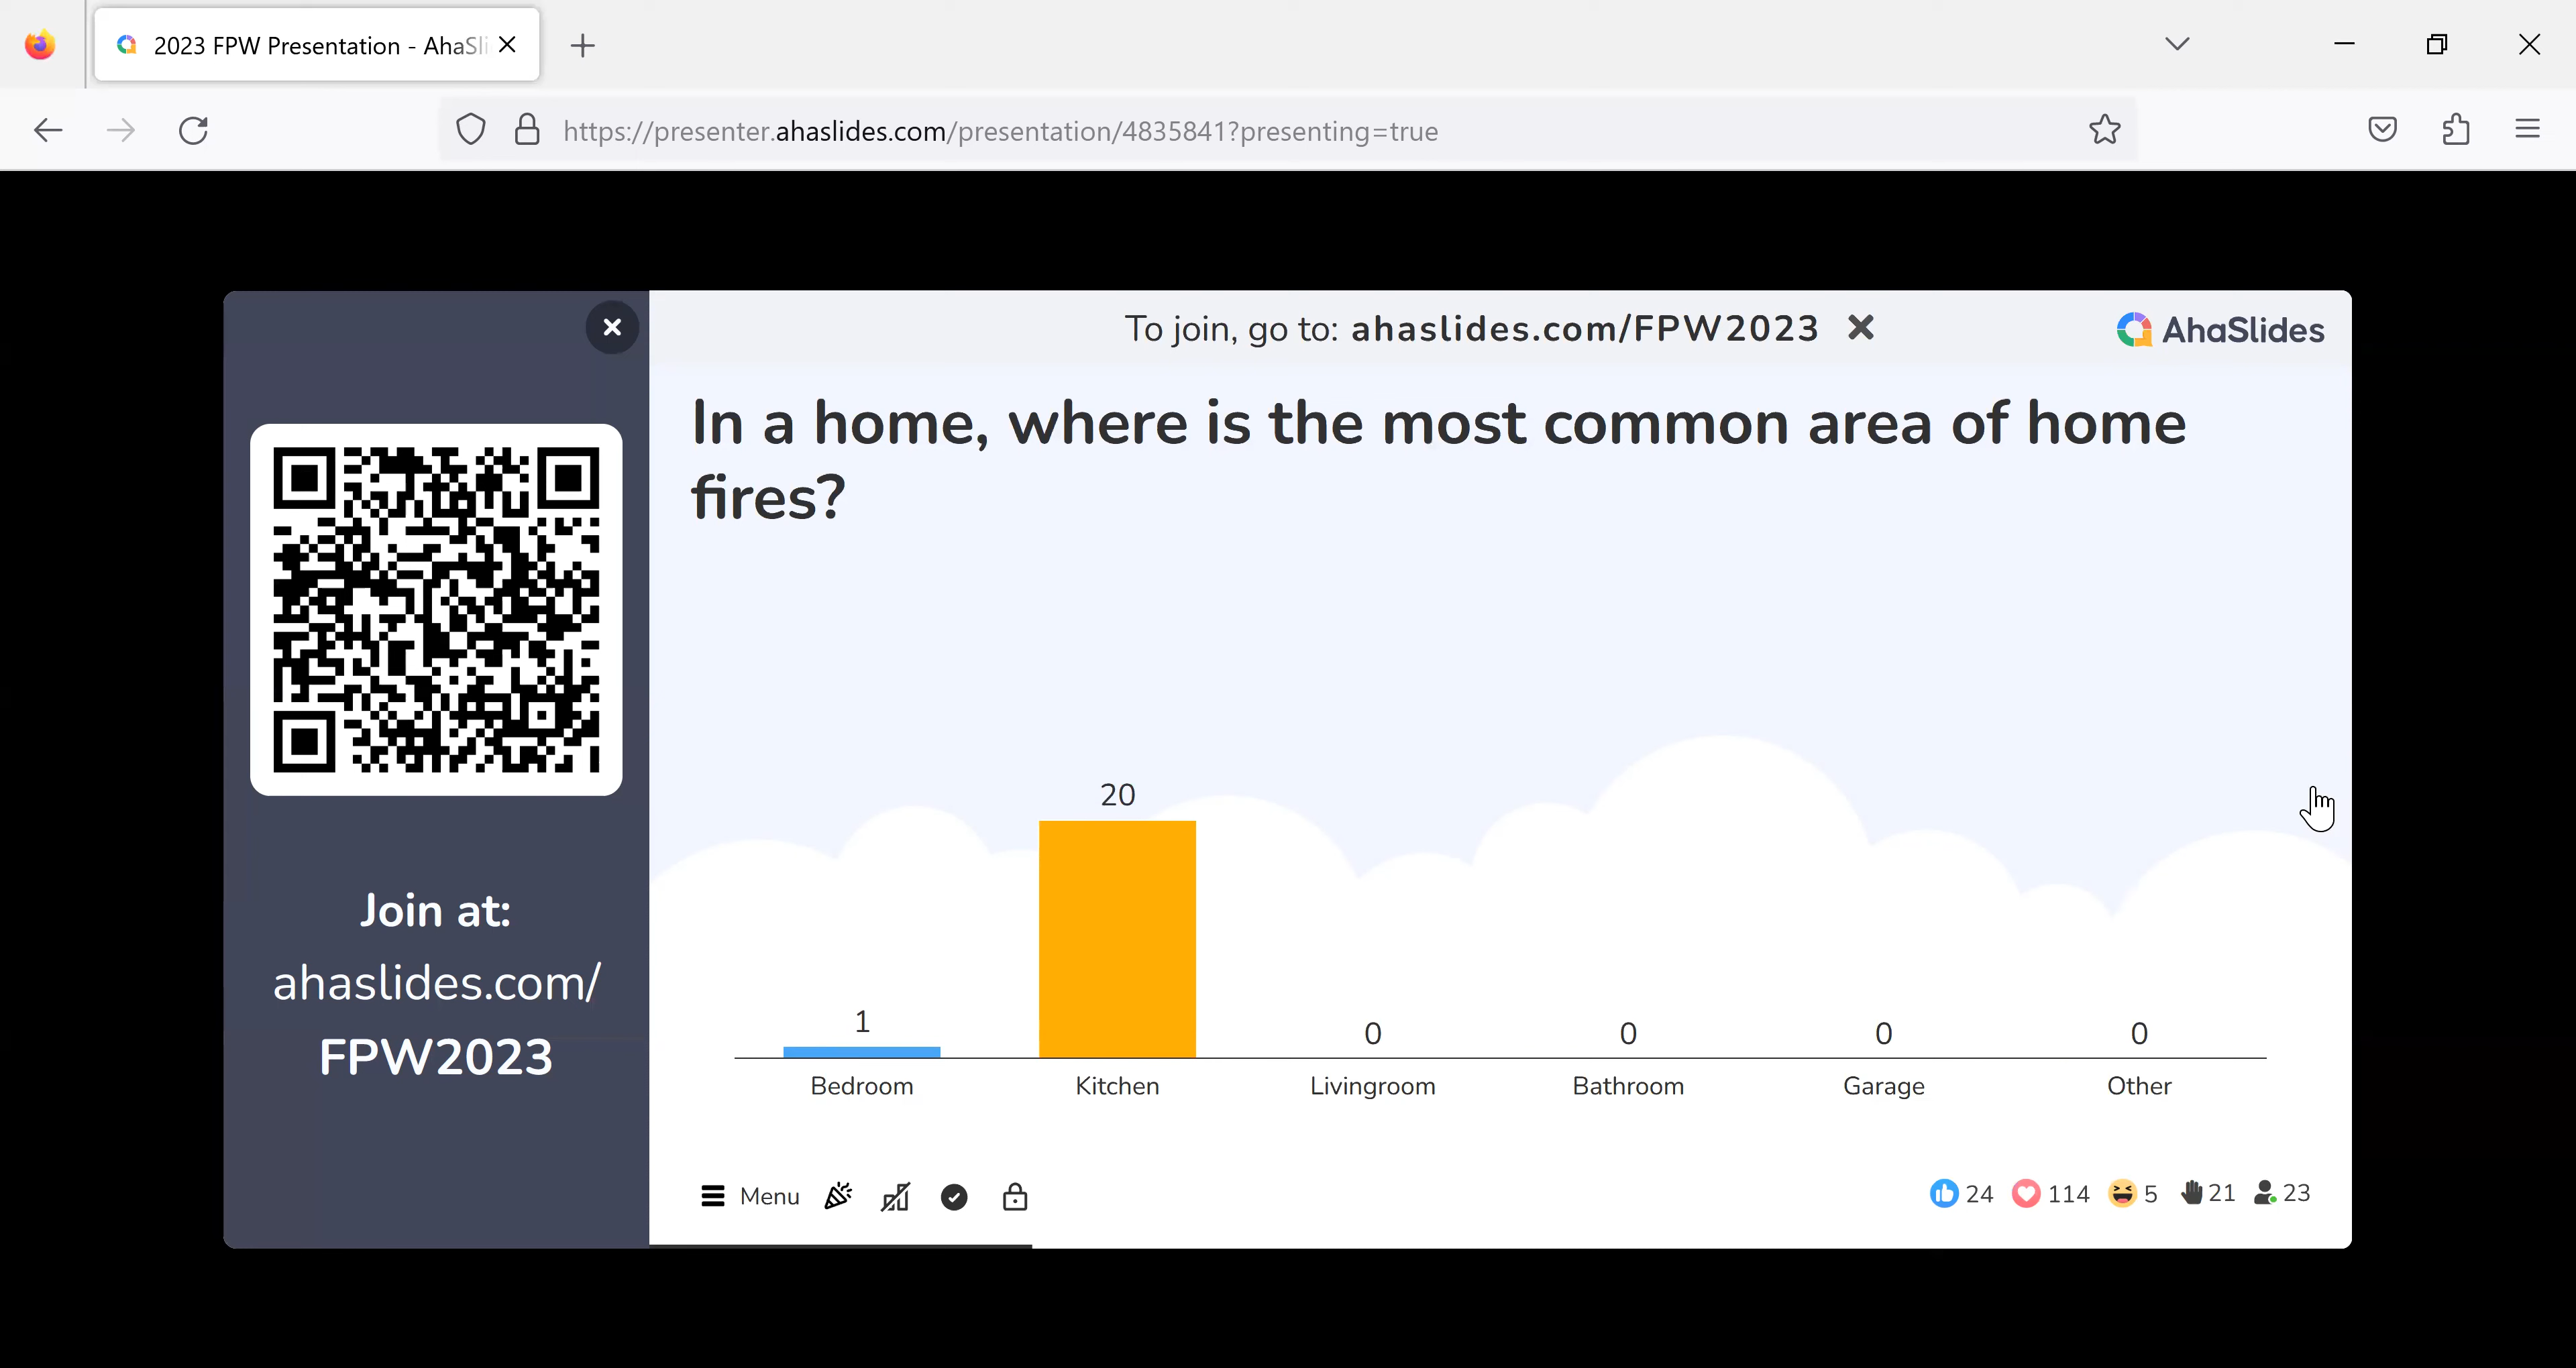 2023 FPW Presentation - AhaSli
https://presenter.ahaslides.com/presentation/4835841?presenting=true
To join, go to: ahaslides.com/FPW2023
AhaSlides
In a home, where is the most common area of home
fires?
Join at:
ahaslides.com/
FPW2023
1 20 0 0 0 0
Bedroom Kitchen Livingroom Bathroom Garage Other
Menu 24 114 5 21 23